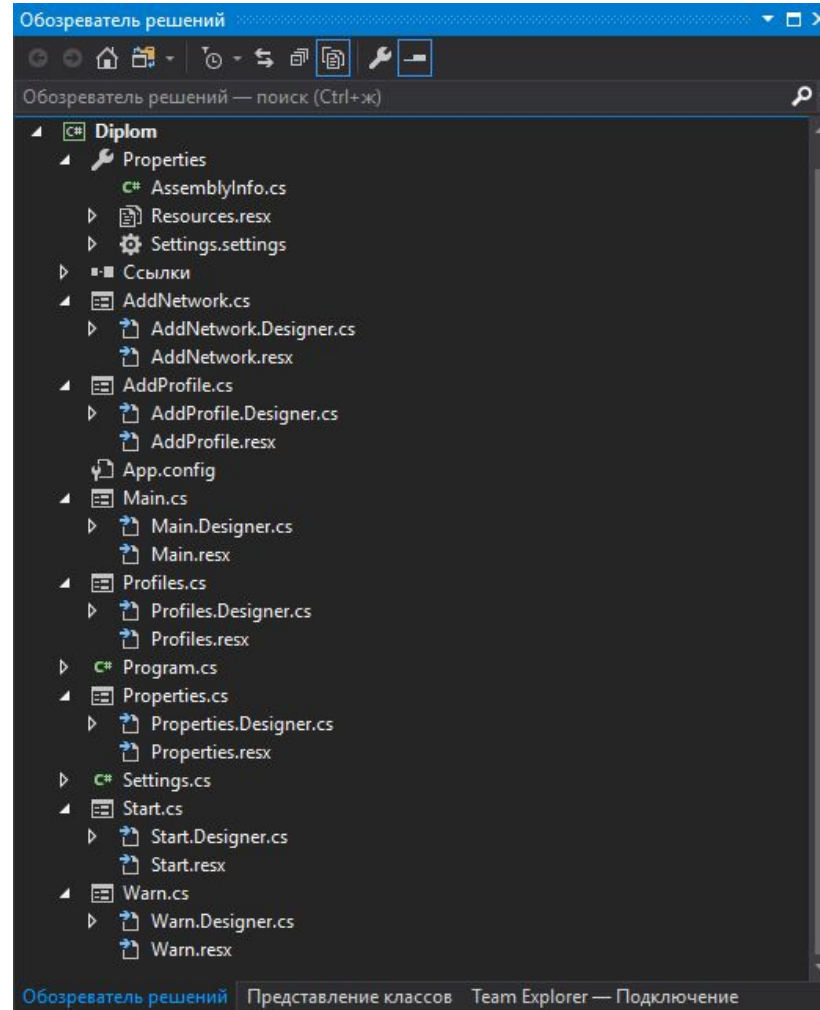 Обозреватель решений
Обозреватель решений — поиск (Ctrl+ж)
C# Diplom
Properties
C# AssemblyInfo.cs
Resources.resx
Settings.settings
Ссылки
AddNetwork.cs
AddNetwork.Designer.cs
AddNetwork.resx
AddProfile.cs
AddProfile.Designer.cs
AddProfile.resx
App.config
Main.cs
Main.Designer.cs
Main.resx
Profiles.cs
Profiles.Designer.cs
Profiles.resx
C# Program.cs
Properties.cs
Properties.Designer.cs
Properties.resx
C# Settings.cs
Start.cs
Start.Designer.cs
Start.resx
Warn.cs
Warn.Designer.cs
Warn.resx
Обозреватель решений Представление классов Team Explorer — Подключение